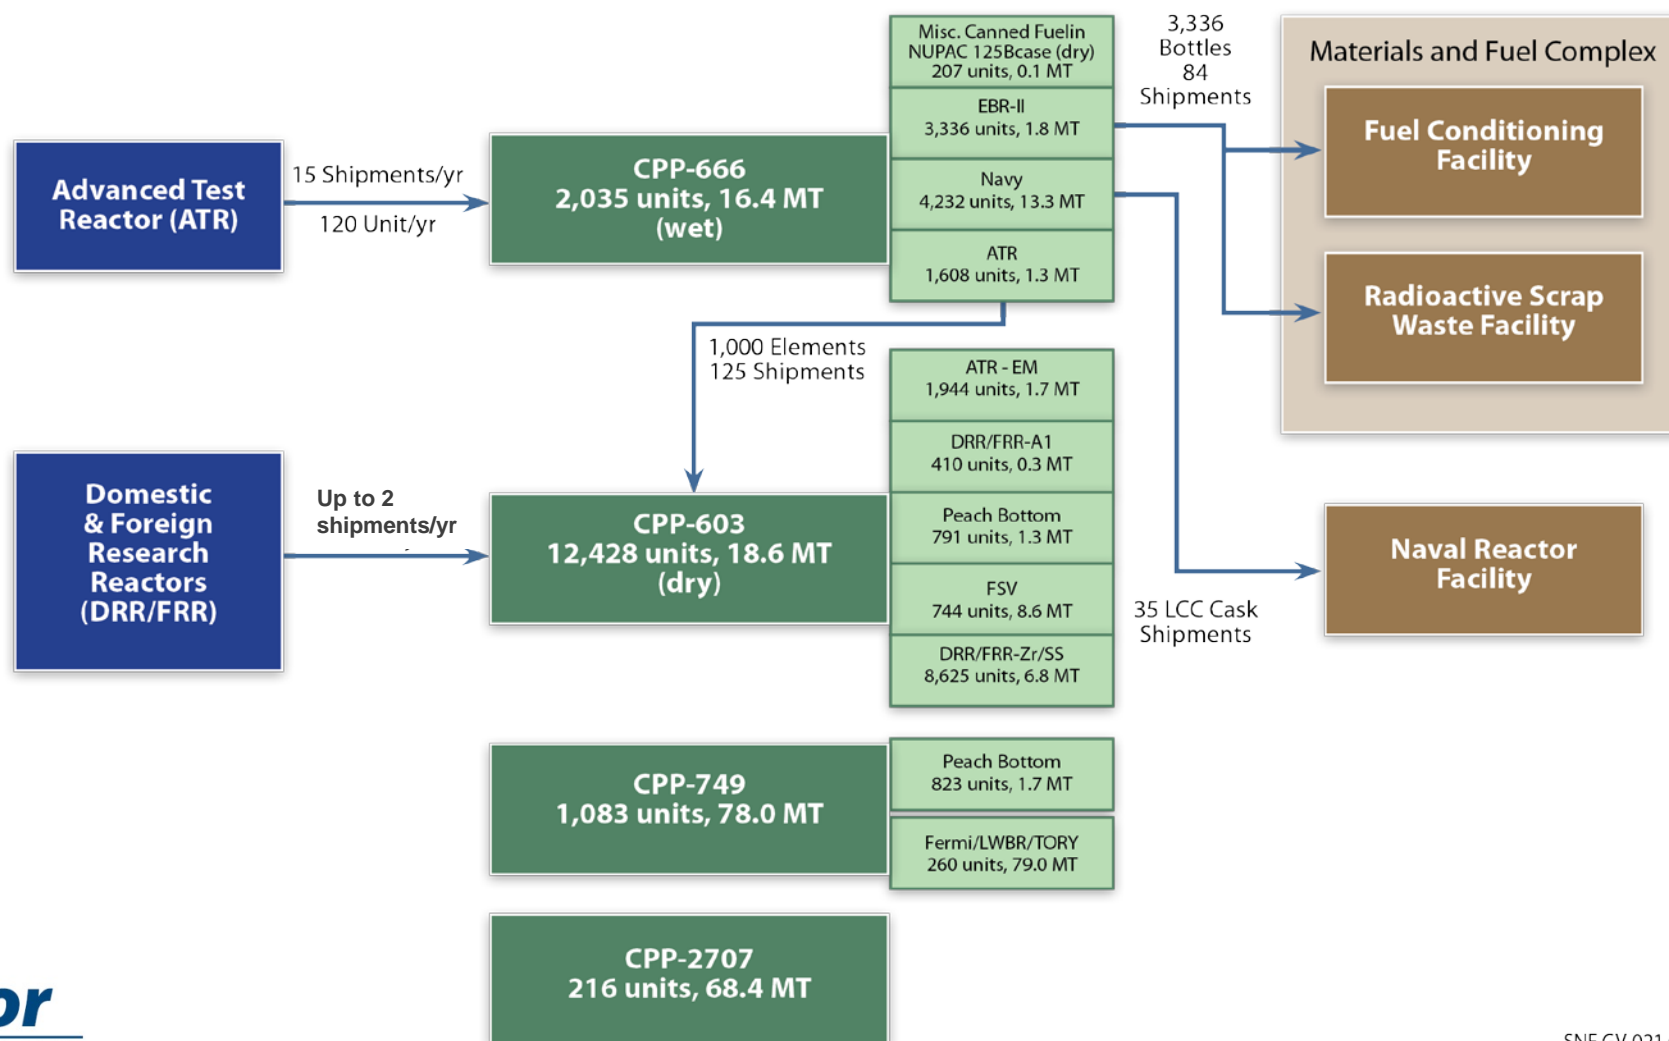 Advanced Test
Reactor (ATR)
15 Shipments/yr
120 Unit/yr
CPP-666
2,035 units, 16.4 MT
(wet)
Misc. Canned Fuelin
NUPAC 125Bcase (dry)
207 units, 0.1 MT
EBR-II
3,336 units, 1.8 MT
Navy
4,232 units, 13.3 MT
ATR
1,608 units, 1.3 MT
3,336
Bottles
84
Shipments
Materials and Fuel Complex
Fuel Conditioning
Facility
Radioactive Scrap
Waste Facility
1,000 Elements
125 Shipments
Domestic
& Foreign
Research
Reactors
(DRR/FRR)
Up to 2
shipments/yr
CPP-603
12,428 units, 18.6 MT
(dry)
ATR - EM
1,944 units, 1.7 MT
DRR/FRR-A1
410 units, 0.3 MT
Peach Bottom
791 units, 1.3 MT
FSV
744 units, 8.6 MT
DRR/FRR-Zr/SS
8,625 units, 6.8 MT
35 LCC Cask
Shipments
Naval Reactor
Facility
CPP-749
1,083 units, 78.0 MT
Peach Bottom
823 units, 1.7 MT
Fermi/LWBR/TORY
260 units, 79.0 MT
CPP-2707
216 units, 68.4 MT
or